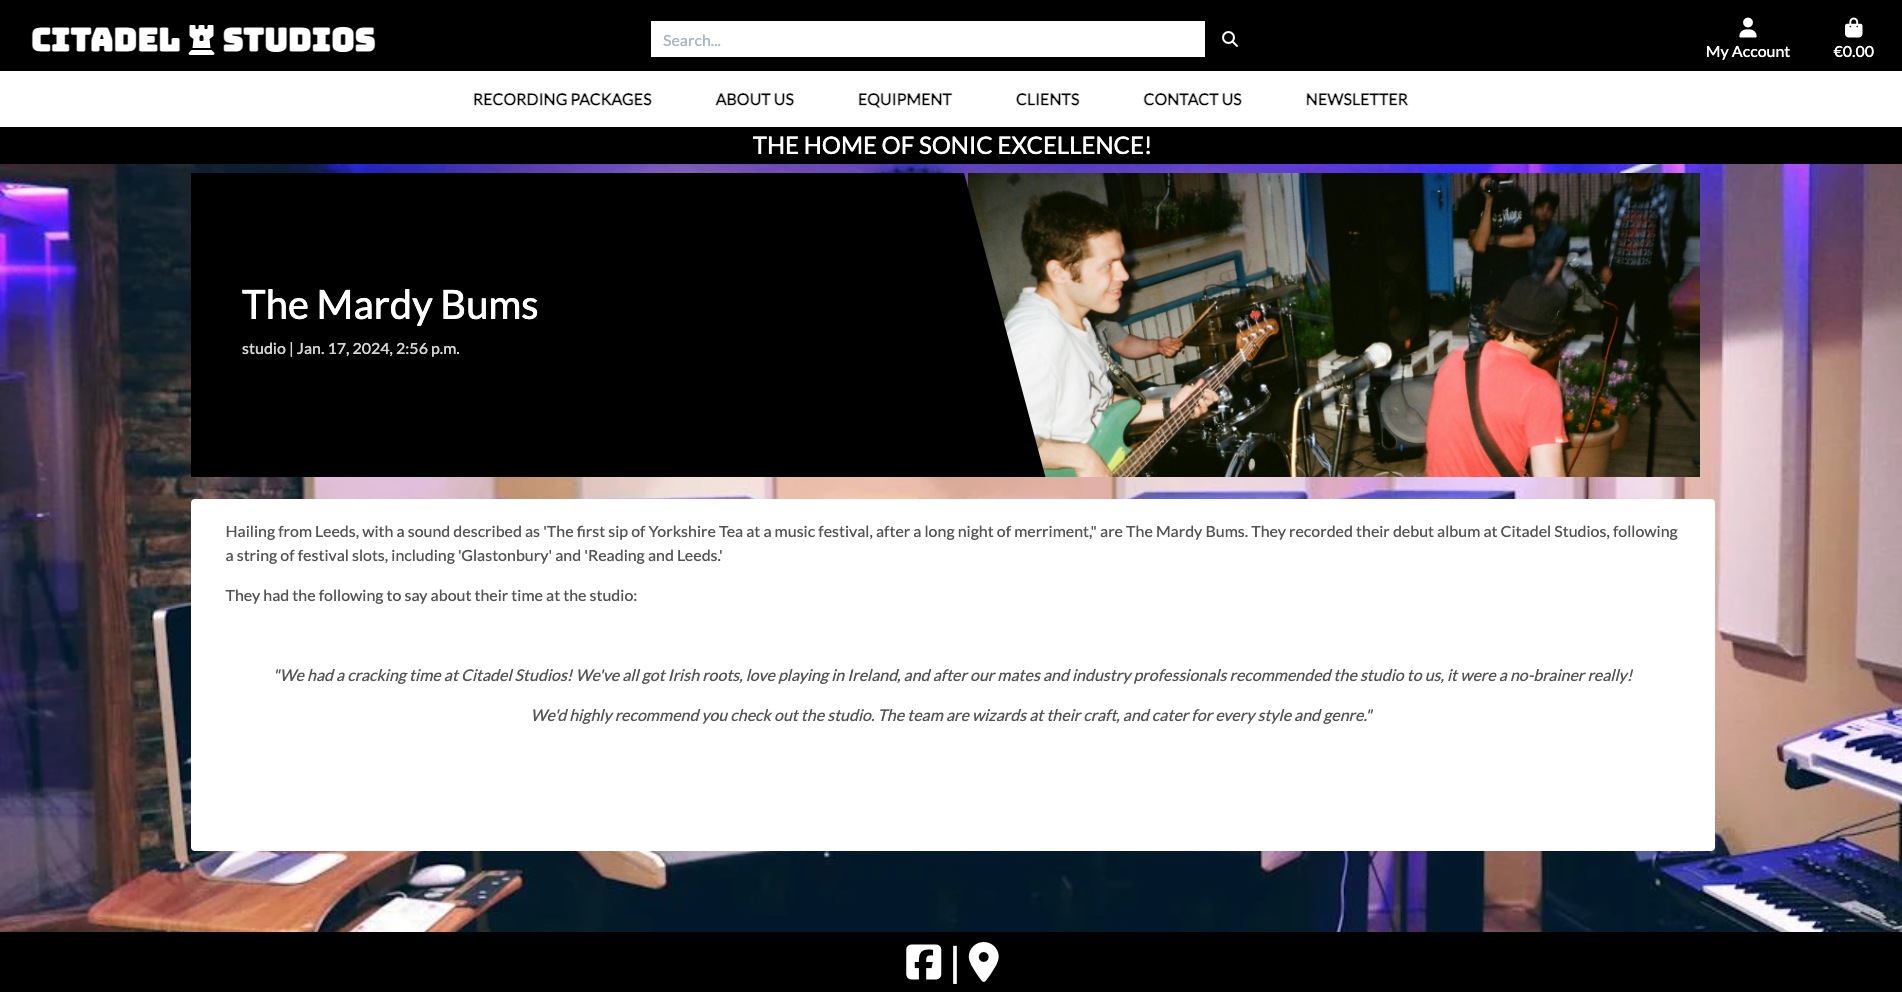 CITADEL STUDIOS
Search...
My Account
€0.00
RECORDING PACKAGES
ABOUT US
EQUIPMENT
CLIENTS
CONTACT US
NEWSLETTER
THE HOME OF SONIC EXCELLENCE!
The Mardy Bums
studio | Jan. 17, 2024, 2:56 p.m.
Hailing from Leeds, with a sound described as 'The first sip of Yorkshire Tea at a music festival, after a long night of merriment," are The Mardy Bums. They recorded their debut album at Citadel Studios, following
a string of festival slots, including 'Glastonbury' and 'Reading and Leeds.'
They had the following to say about their time at the studio:
"We had a cracking time at Citadel Studios! We've all got Irish roots, love playing in Ireland, and after our mates and industry professionals recommended the studio to us, it were a no-brainer really!
We'd highly recommend you check out the studio. The team are wizards at their craft, and cater for every style and genre."
|